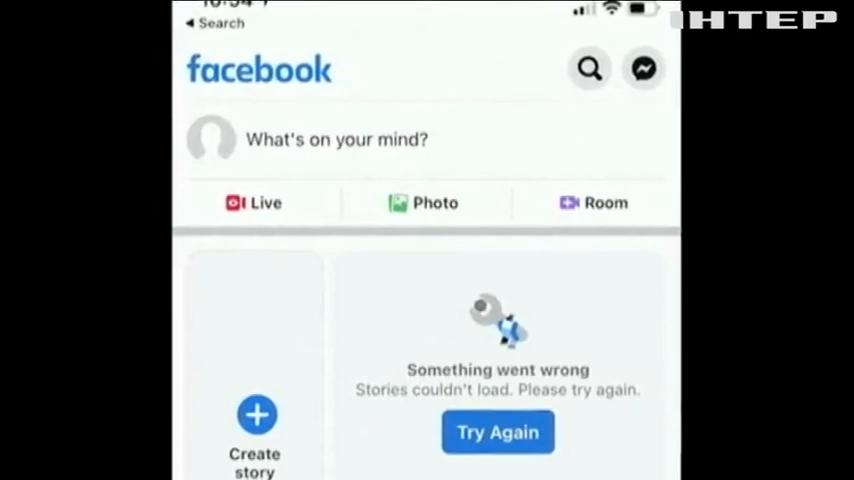 ІНТЕР
Search
facebook
What's on your mind?
Live
Photo
Room
Something went wrong
Stories couldn't load. Please try again.
Try Again
Create
story